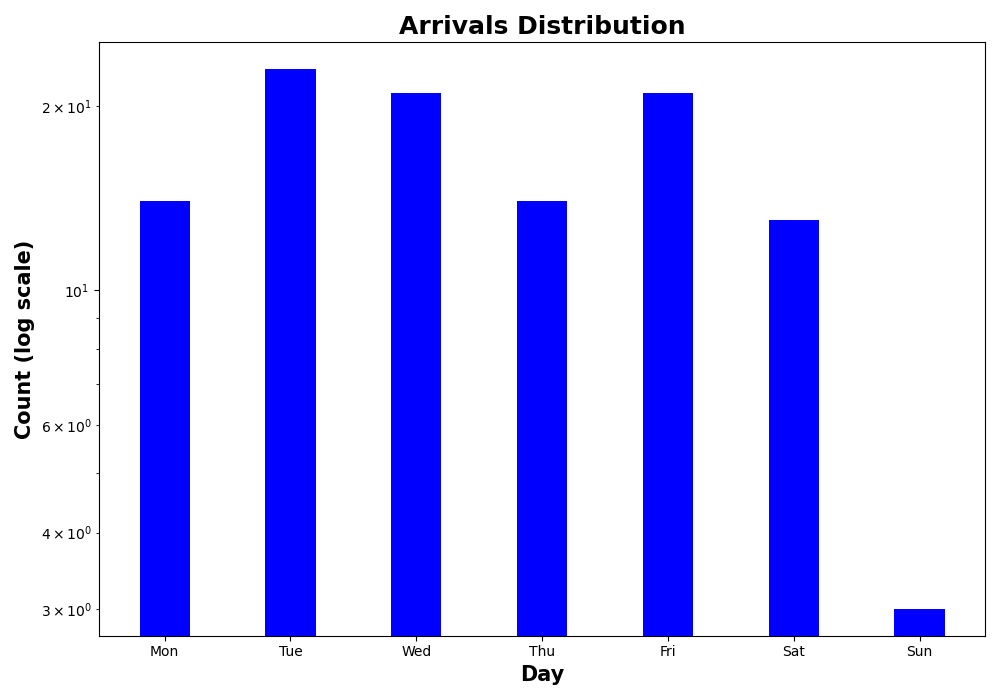 Arrivals Distribution
Count (log scale)
2 × 10¹
10¹
6 × 10⁰
4 × 10⁰
3 × 10⁰
Mon Tue Wed Thu Fri Sat Sun
Day